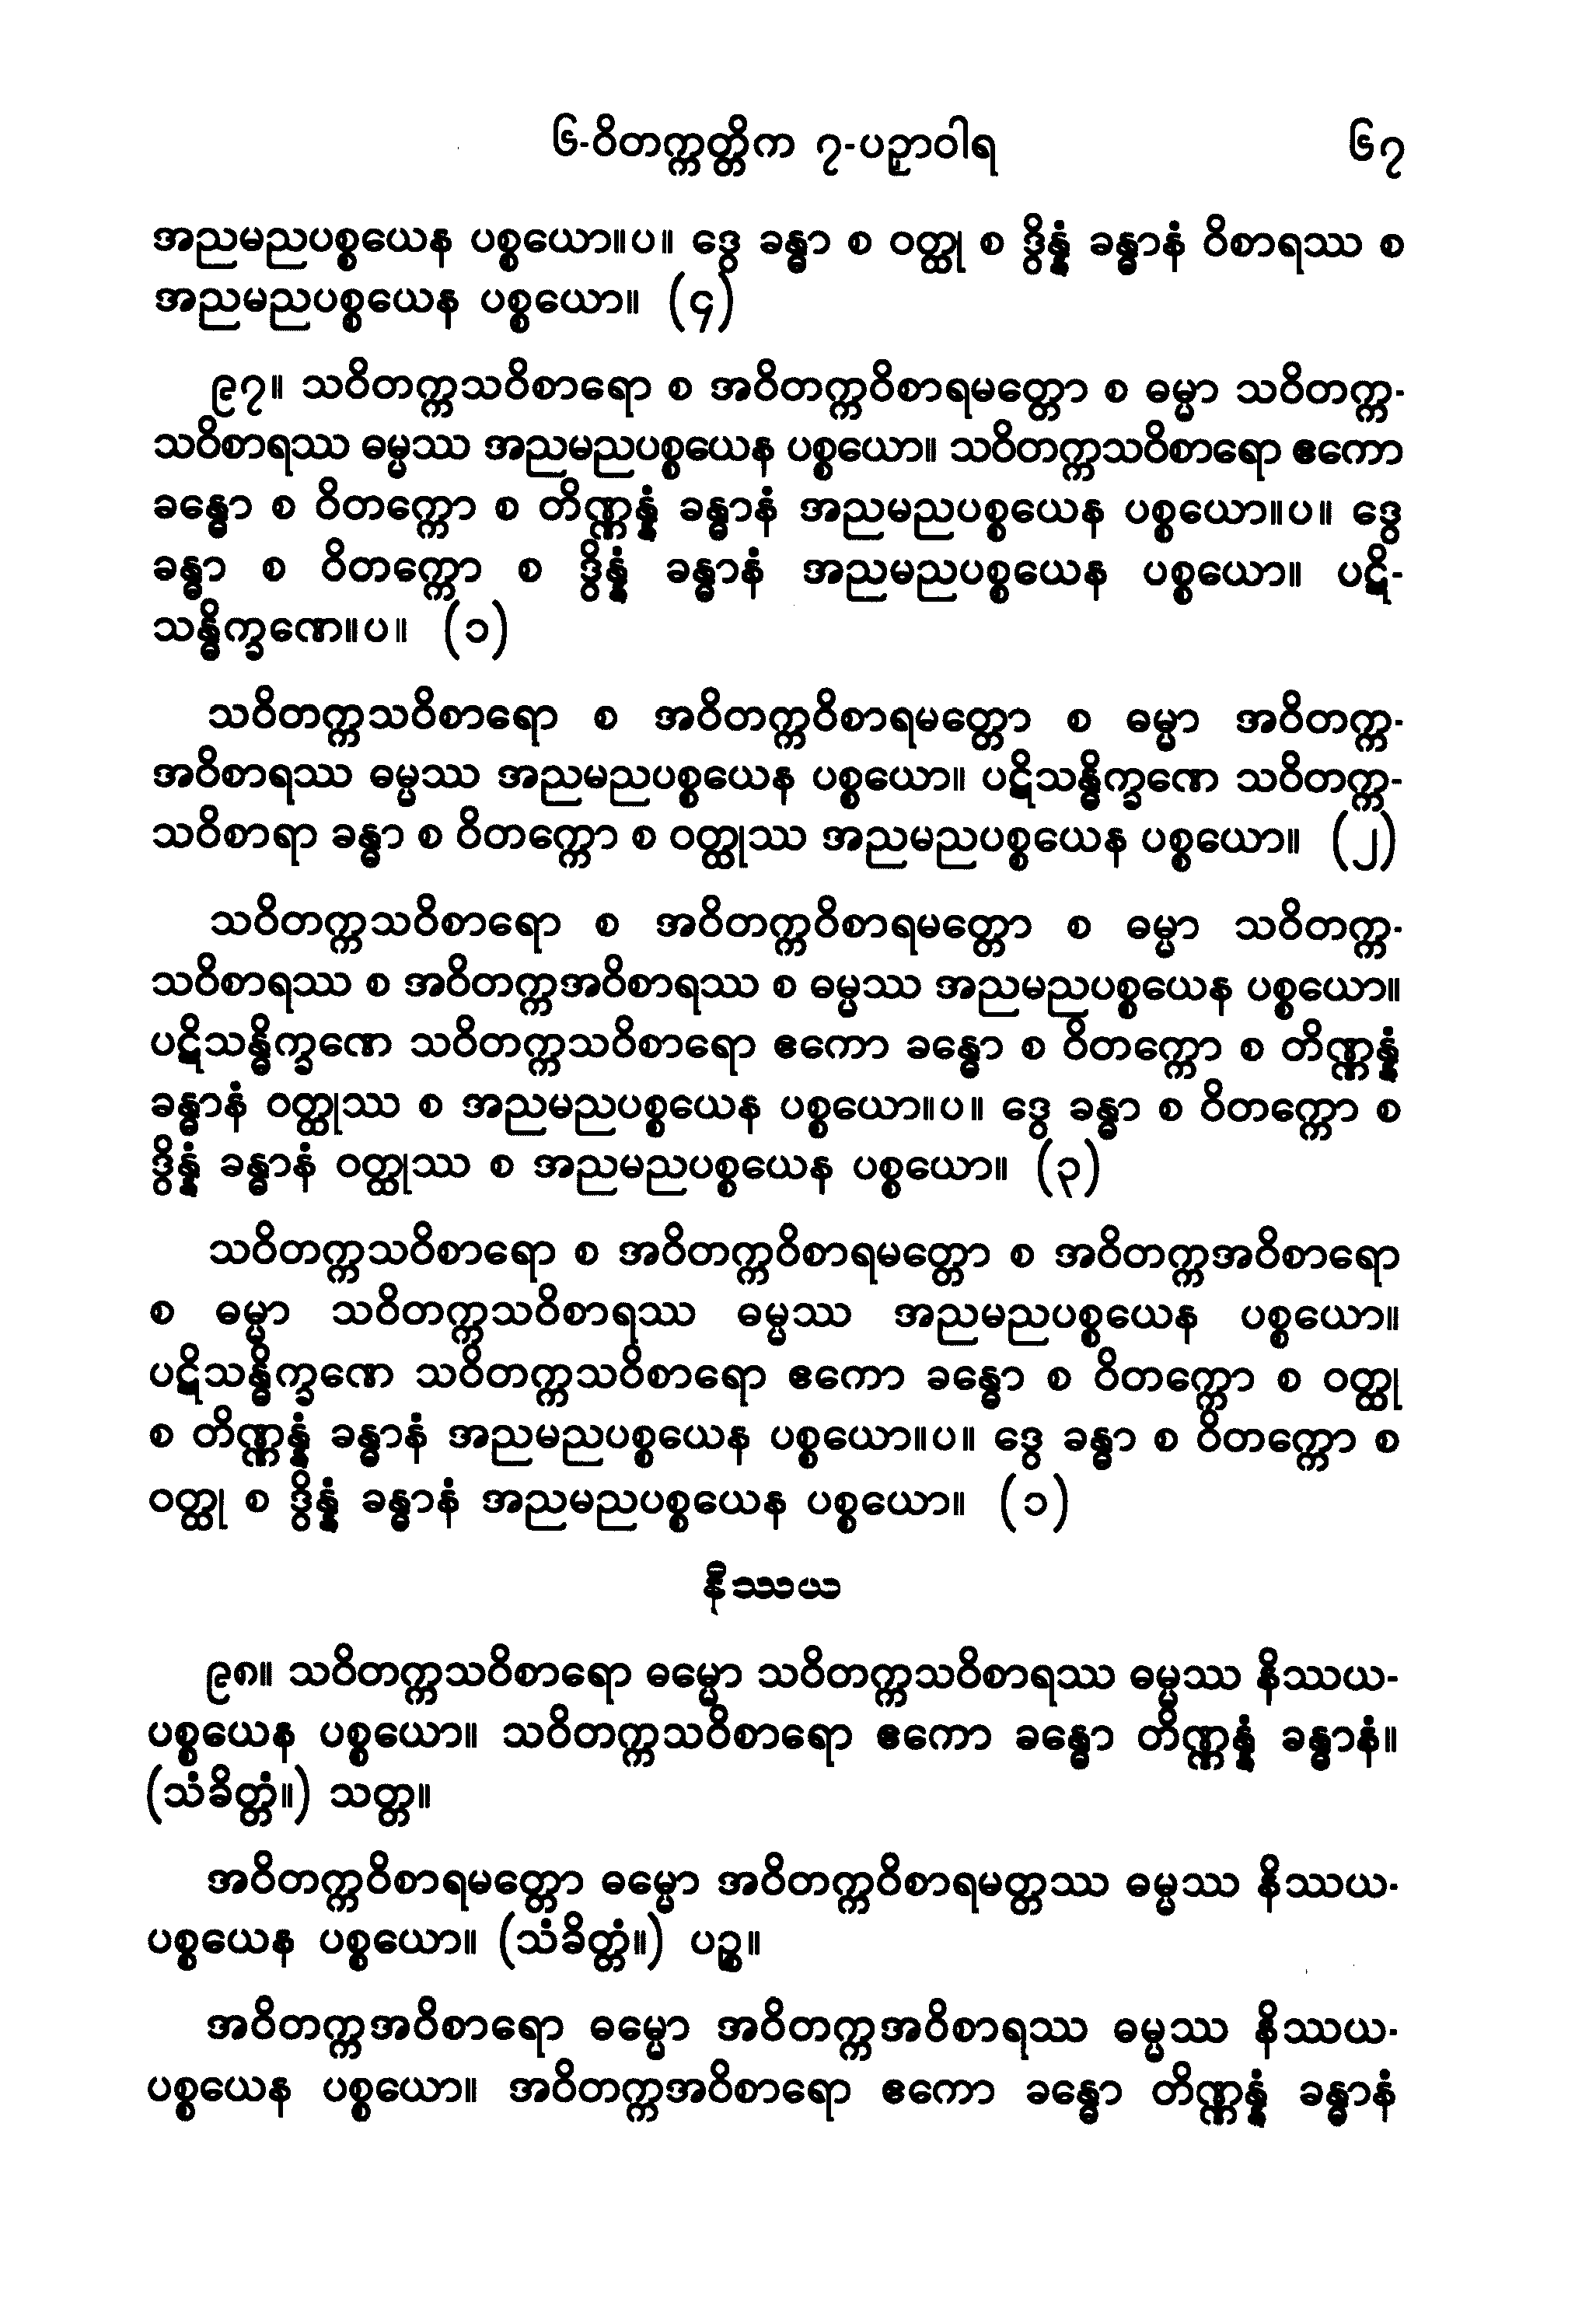 ၆-ဝိတက္ကတ္တိက ၇-ပဉှာဝါရ ၆၇
အညမညပစ္စယေန ပစ္စယော။ပ။ ဒွေ ခန္ဓာ စ ဝတ္ထု စ ဒွိန္နံ ခန္ဓာနံ ဝိစာရဿ စ
အညမညပစ္စယေန ပစ္စယော။ (၄)
၉၇။ သဝိတက္ကသဝိစာရော စ အဝိတက္ကဝိစာရမတ္တော စ ဓမ္မာ သဝိတက္က-
သဝိစာရဿ ဓမ္မဿ အညမညပစ္စယေန ပစ္စယော။ သဝိတက္ကသဝိစာရော ဧကော
ခန္ဓော စ ဝိတက္ကော စ တိဏ္ဏန္နံ ခန္ဓာနံ အညမညပစ္စယေန ပစ္စယော။ပ။ ဒွေ
ခန္ဓာ စ ဝိတက္ကော စ ဒွိန္နံ ခန္ဓာနံ အညမညပစ္စယေန ပစ္စယော။ ပဋိ-
သန္ဓိက္ခဏေ။ပ။ (၁)
သဝိတက္ကသဝိစာရော စ အဝိတက္ကဝိစာရမတ္တော စ ဓမ္မာ အဝိတက္က-
အဝိစာရဿ ဓမ္မဿ အညမညပစ္စယေန ပစ္စယော။ ပဋိသန္ဓိက္ခဏေ သဝိတက္က-
သဝိစာရာ ခန္ဓာ စ ဝိတက္ကော စ ဝတ္ထုဿ အညမညပစ္စယေန ပစ္စယော။ (၂)
သဝိတက္ကသဝိစာရော စ အဝိတက္ကဝိစာရမတ္တော စ ဓမ္မာ သဝိတက္က-
သဝိစာရဿ စ အဝိတက္ကအဝိစာရဿ စ ဓမ္မဿ အညမညပစ္စယေန ပစ္စယော။
ပဋိသန္ဓိက္ခဏေ သဝိတက္ကသဝိစာရော ဧကော ခန္ဓော စ ဝိတက္ကော စ တိဏ္ဏန္နံ
ခန္ဓာနံ ဝတ္ထုဿ စ အညမညပစ္စယေန ပစ္စယော။ပ။ ဒွေ ခန္ဓာ စ ဝိတက္ကော စ
ဒွိန္နံ ခန္ဓာနံ ဝတ္ထုဿ စ အညမညပစ္စယေန ပစ္စယော။ (၃)
သဝိတက္ကသဝိစာရော စ အဝိတက္ကဝိစာရမတ္တော စ အဝိတက္ကအဝိစာရော
စ ဓမ္မာ သဝိတက္ကသဝိစာရဿ ဓမ္မဿ အညမညပစ္စယေန ပစ္စယော။
ပဋိသန္ဓိက္ခဏေ သဝိတက္ကသဝိစာရော ဧကော ခန္ဓော စ ဝိတက္ကော စ ဝတ္ထု
စ တိဏ္ဏန္နံ ခန္ဓာနံ အညမညပစ္စယေန ပစ္စယော။ပ။ ဒွေ ခန္ဓာ စ ဝိတက္ကော စ
ဝတ္ထု စ ဒွိန္နံ ခန္ဓာနံ အညမညပစ္စယေန ပစ္စယော။ (၁)
နိဿယ
၉၈။ သဝိတက္ကသဝိစာရော ဓမ္မော သဝိတက္ကသဝိစာရဿ ဓမ္မဿ နိဿယ-
ပစ္စယေန ပစ္စယော။ သဝိတက္ကသဝိစာရော ဧကော ခန္ဓော တိဏ္ဏန္နံ ခန္ဓာနံ။
(သံခိတ္တံ။) သတ္တ။
အဝိတက္ကဝိစာရမတ္တော ဓမ္မော အဝိတက္ကဝိစာရမတ္တဿ ဓမ္မဿ နိဿယ-
ပစ္စယေန ပစ္စယော။ (သံခိတ္တံ။) ပဉ္စ။
အဝိတက္ကအဝိစာရော ဓမ္မော အဝိတက္ကအဝိစာရဿ ဓမ္မဿ နိဿယ-
ပစ္စယေန ပစ္စယော။ အဝိတက္ကအဝိစာရော ဧကော ခန္ဓော တိဏ္ဏန္နံ ခန္ဓာနံ